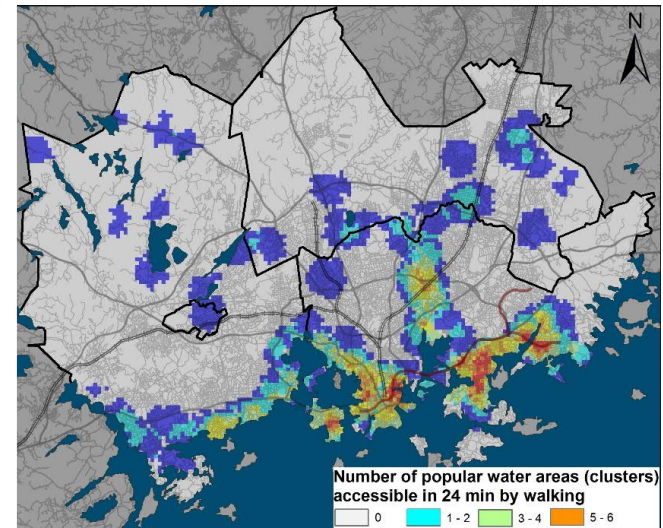 N
Number of popular water areas (clusters)
accessible in 24 min by walking
0 1 - 2 3 - 4 5 - 6